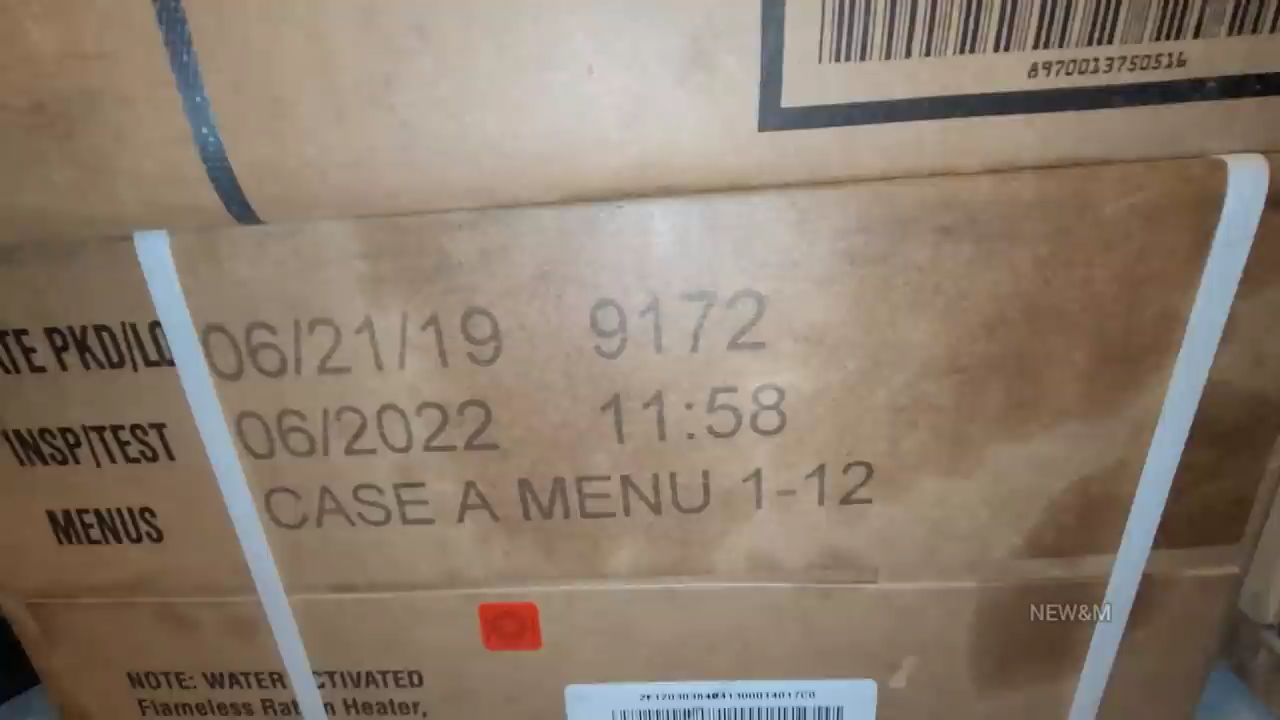 8970013750516
TE PKD/LO 06/21/19 9172
INSP/TEST 06/2022 11:58
MENUS CASE A MENU 1-12
NEW&M
NOTE: WATER CTIVATED
Flameless Rat n Heater,